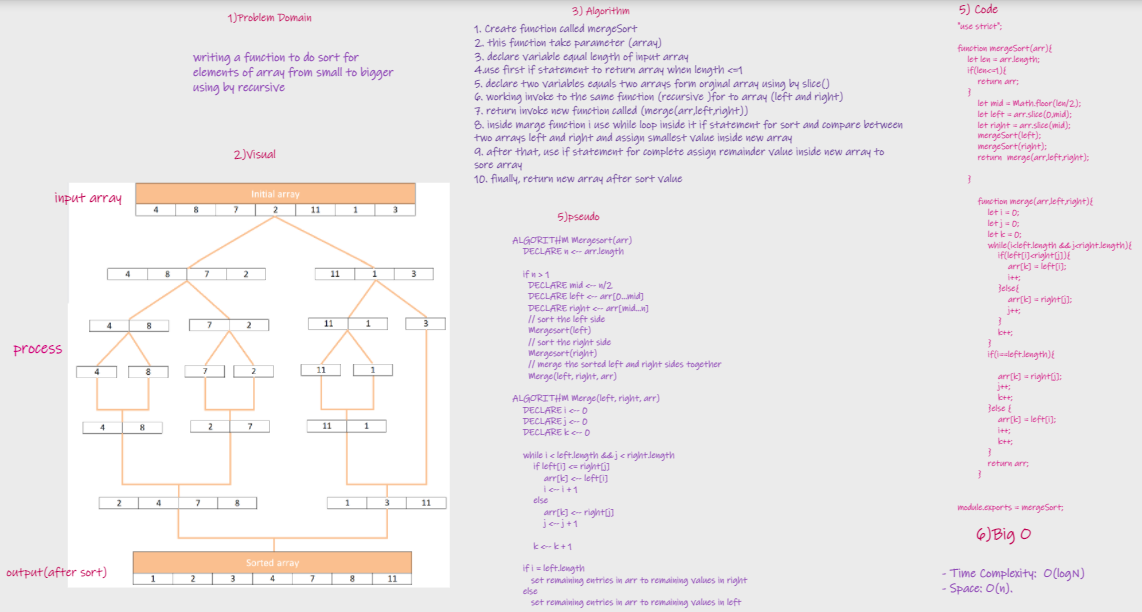 1)Problem Domain
writing a function to do sort for
elements of array from small to bigger
using by recursive
2)Visual
input array
Initial array
4 8 7 2 11 1 3
4 8 7 2
11 1 3
4 8
7 2
11 1
3
process
4
8
7
2
11
1
4 8
2 7
11 1
2 4 7 8
1 3 11
output(after sort)
Sorted array
1 2 3 4 7 8 11
3) Algorithm
1. Create function called mergeSort
2. this function take parameter (array)
3. declare variable equal length of input array
4.use first if statement to return array when length <=1
5. declare two variables equals two arrays form orginal array using by slice()
6. working invoke to the same function (recursive )for to array (left and right)
7. return invoke new function called (merge(arr,left,right))
8. inside marge function i use while loop inside it if statement for sort and compare between
two arrays left and right and assign smallest value inside new array
9. after that, use if statement for complete assign remainder value inside new array to
sore array
10. finally, return new array after sort value
5)pseudo
ALGORITHM Mergesort(arr)
DECLARE n <-- arr.length
if n > 1
DECLARE mid <-- n/2
DECLARE left <-- arr[0...mid]
DECLARE right <-- arr[mid...n]
// sort the left side
Mergesort(left)
// sort the right side
Mergesort(right)
// merge the sorted left and right sides together
Merge(left, right, arr)
ALGORITHM Merge(left, right, arr)
DECLARE i <-- 0
DECLARE j <-- 0
DECLARE k <-- 0
while i < left.length && j < right.length
if left[i] <= right[j]
arr[k] <-- left[i]
i <-- i + 1
else
arr[k] <-- right[j]
j <-- j + 1
k <-- k + 1
if i = left.length
set remaining entries in arr to remaining values in right
else
set remaining entries in arr to remaining values in left
5) Code
"use strict";
function mergeSort(arr){
let len = arr.length;
if(len<=1){
return arr;
}
let mid = Math.floor(len/2);
let left = arr.slice(0,mid);
let right = arr.slice(mid);
mergeSort(left);
mergeSort(right);
return merge(arr,left,right);
}
function merge(arr,left,right){
let i = 0;
let j = 0;
let k = 0;
while(i<left.length && j<right.length){
if(left[i]<right[j]){
arr[k] = left[i];
i++;
}else{
arr[k] = right[j];
j++;
}
k++;
}
if(i==left.length){
arr[k] = right[j];
j++;
k++;
}else {
arr[k] = left[i];
i++;
k++;
}
return arr;
}
module.exports = mergeSort;
6)Big O
- Time Complexity: O(logN)
- Space: O(n).